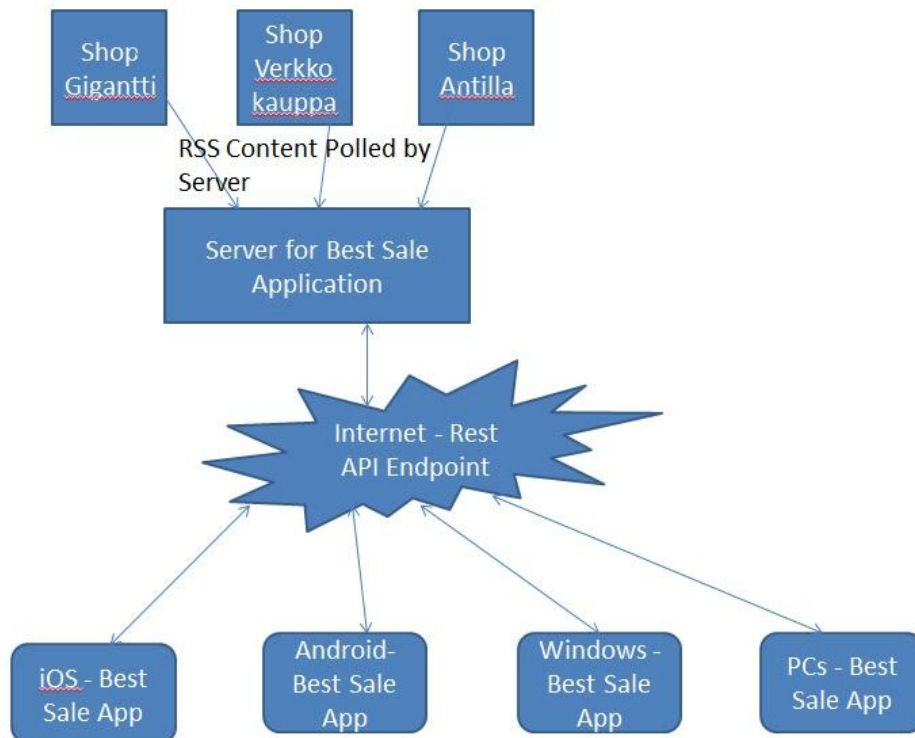 Shop
Gigantti
Shop
Verkko
kauppa
Shop
Antilla
RSS Content Polled by
Server
Server for Best Sale
Application
Internet - Rest
API Endpoint
iOS - Best
Sale App
Android-
Best Sale
App
Windows -
Best Sale
App
PCs - Best
Sale App